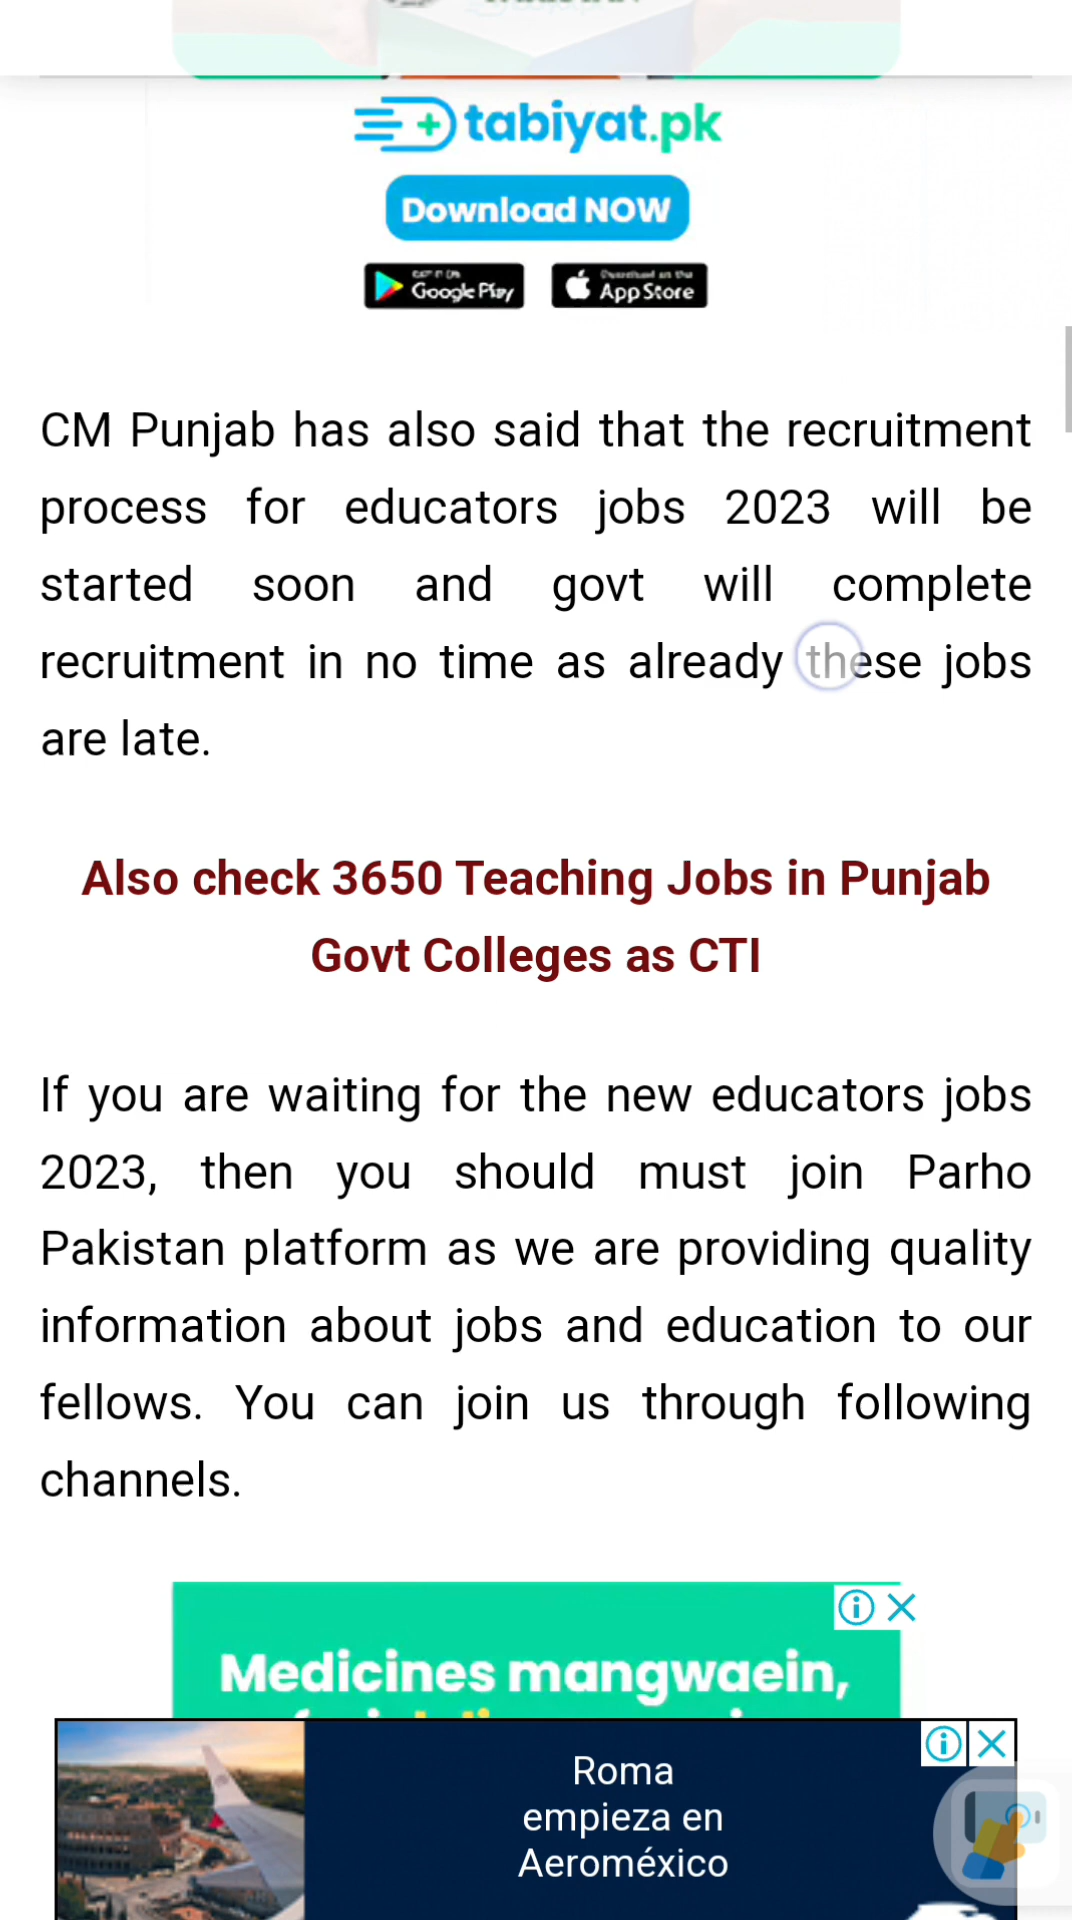 tabiyat.pk
Download NOW
Google Play
App Store
CM Punjab has also said that the recruitment
process for educators jobs 2023 will be
started soon and govt will complete
recruitment in no time as already these jobs
are late.
Also check 3650 Teaching Jobs in Punjab
Govt Colleges as CTI
If you are waiting for the new educators jobs
2023, then you should must join Parho
Pakistan platform as we are providing quality
information about jobs and education to our
fellows. You can join us through following
channels.
Medicines mangwaein,
Roma
empieza en
Aeroméxico